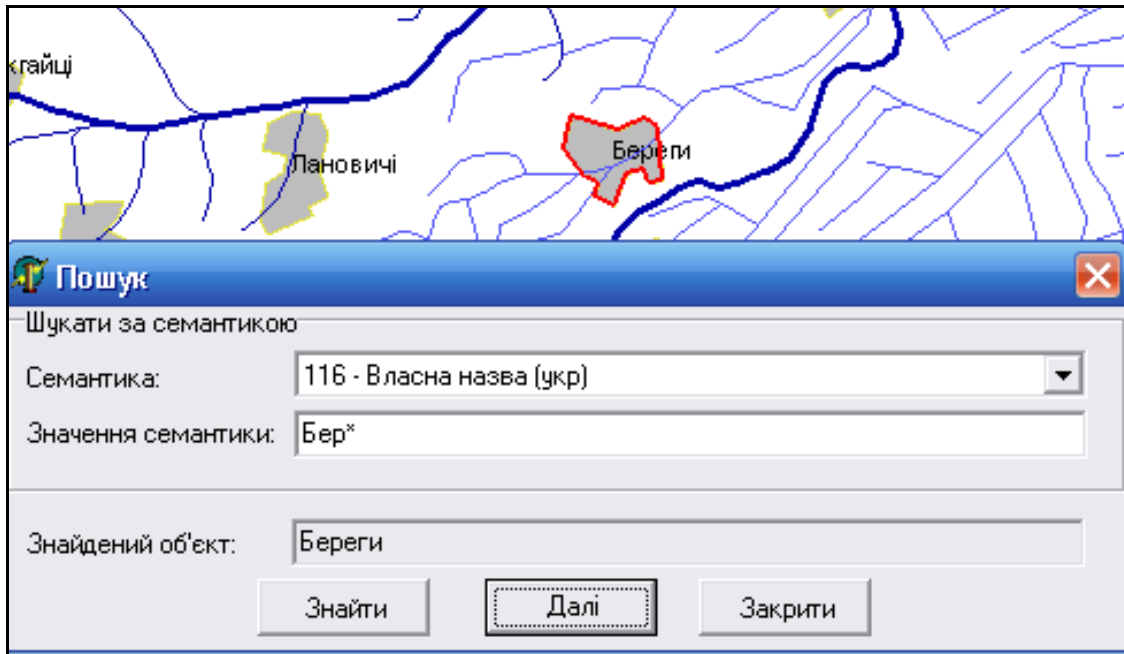 кгайці
Лановичі
Береги
Пошук
Шукати за семантикою
Семантика:
116 - Власна назва (укр)
Значення семантики:
Бер*
Знайдений об'єкт:
Береги
Знайти
Далі
Закрити